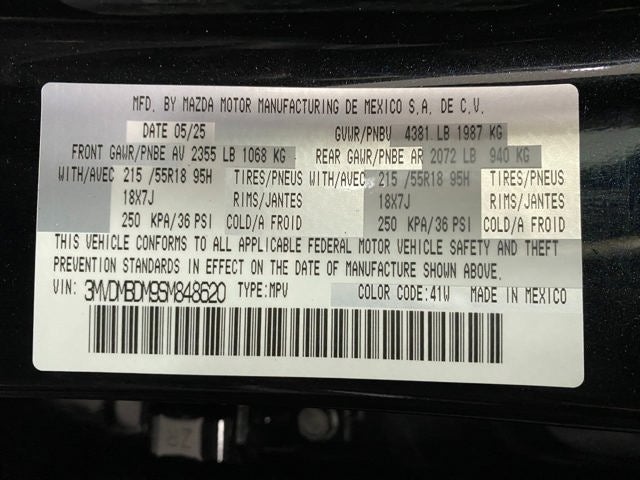 MFD. BY MAZDA MOTOR MANUFACTURING DE MEXICO S.A. DE C.V.
DATE 05/25 GVWR/PNBV 4381 LB 1987 KG
FRONT GAWR/PNBE AV 2355 LB 1068 KG REAR GAWR/PNBE AR 2072 LB 940 KG
WITH/AVEC 215 /55R18 95H TIRES/PNEUS WITH/AVEC 215 /55R18 95H TIRES/PNEUS
18X7J RIMS/JANTES 18X7J RIMS/JANTES
250 KPA/36 PSI COLD/A FROID 250 KPA/36 PSI COLD/A FROID
THIS VEHICLE CONFORMS TO ALL APPLICABLE FEDERAL MOTOR VEHICLE SAFETY AND THEFT
PREVENTION STANDARDS IN EFFECT ON THE DATE OF MANUFACTURE SHOWN ABOVE.
VIN: 3MVDMBDM9SM848620 TYPE:MPV COLOR CODE:41W MADE IN MEXICO